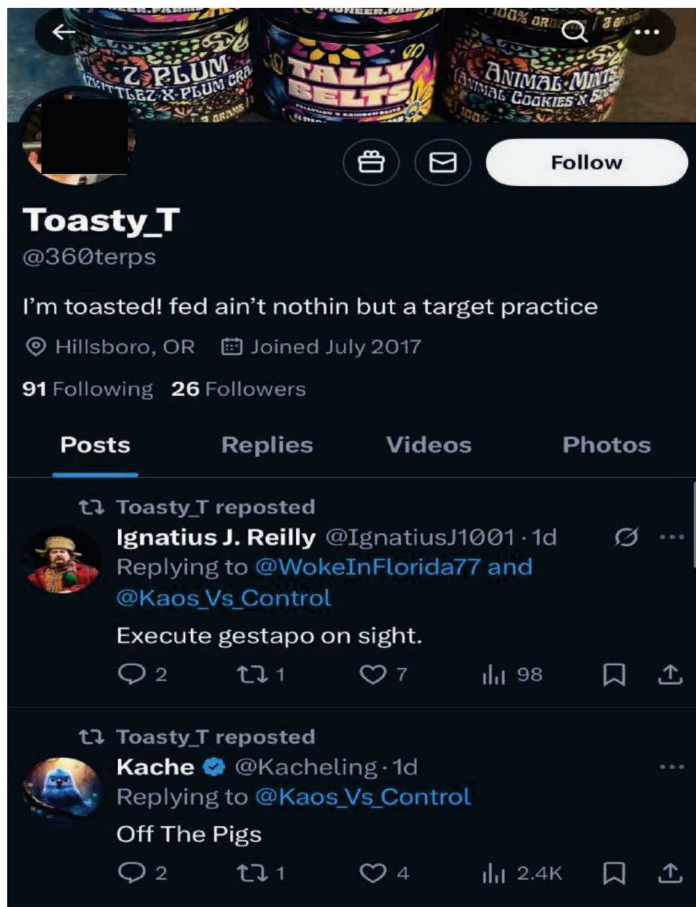 100% ORG
Z PLUM
TALLY
BELTS
ANIMAL MINTS
Follow
Toasty_T
@360terps
I'm toasted! fed ain't nothin but a target practice
Hillsboro, OR Joined July 2017
91 Following 26 Followers
Posts Replies Videos Photos
Toasty_T reposted
Ignatius J. Reilly @IgnatiusJ1001 · 1d
Replying to @WokeInFlorida77 and
@Kaos_Vs_Control
Execute gestapo on sight.
2 1 7 98
Toasty_T reposted
Kache @Kacheling · 1d
Replying to @Kaos_Vs_Control
Off The Pigs
2 1 4 2.4K